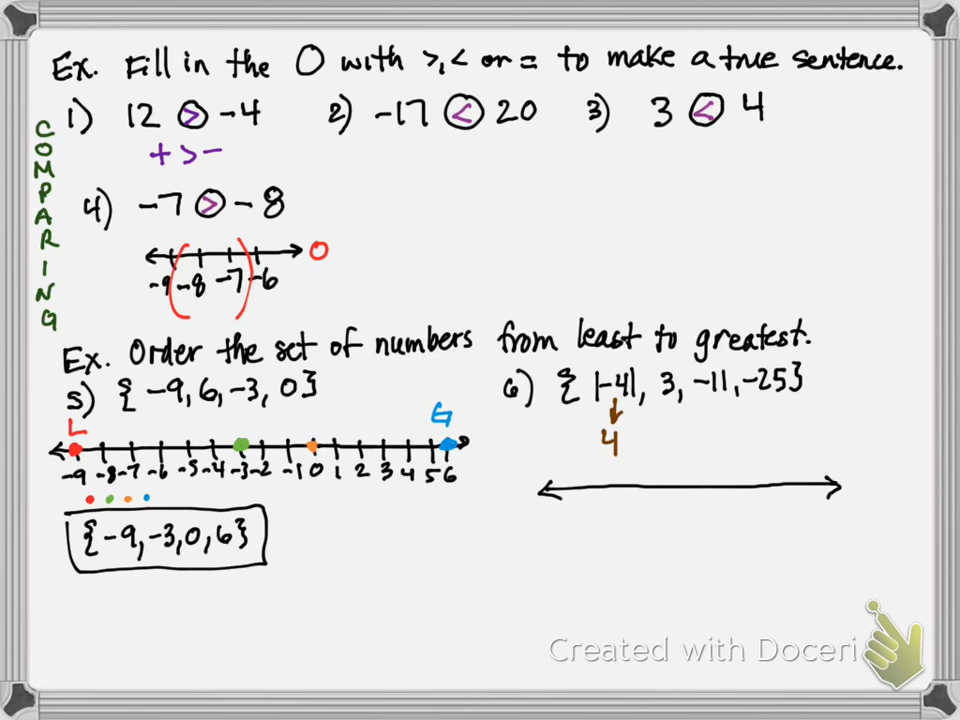 Ex. Fill in the O with >, < or = to make a true sentence.
1) 12 > -4 2) -17 < 20 3) 3 < 4
+ > -
COMPARING
4) -7 > -8
0
-9 -8 -7 -6
Ex. Order the set of numbers from least to greatest.
5) { -9, 6, -3, 0}
L G
-9 -8 -7 -6 -5 -4 -3 -2 -1 0 1 2 3 4 5 6
{-9, -3, 0, 6}
6) { |-4|, 3, -11, -25}
4
Created with Doceri